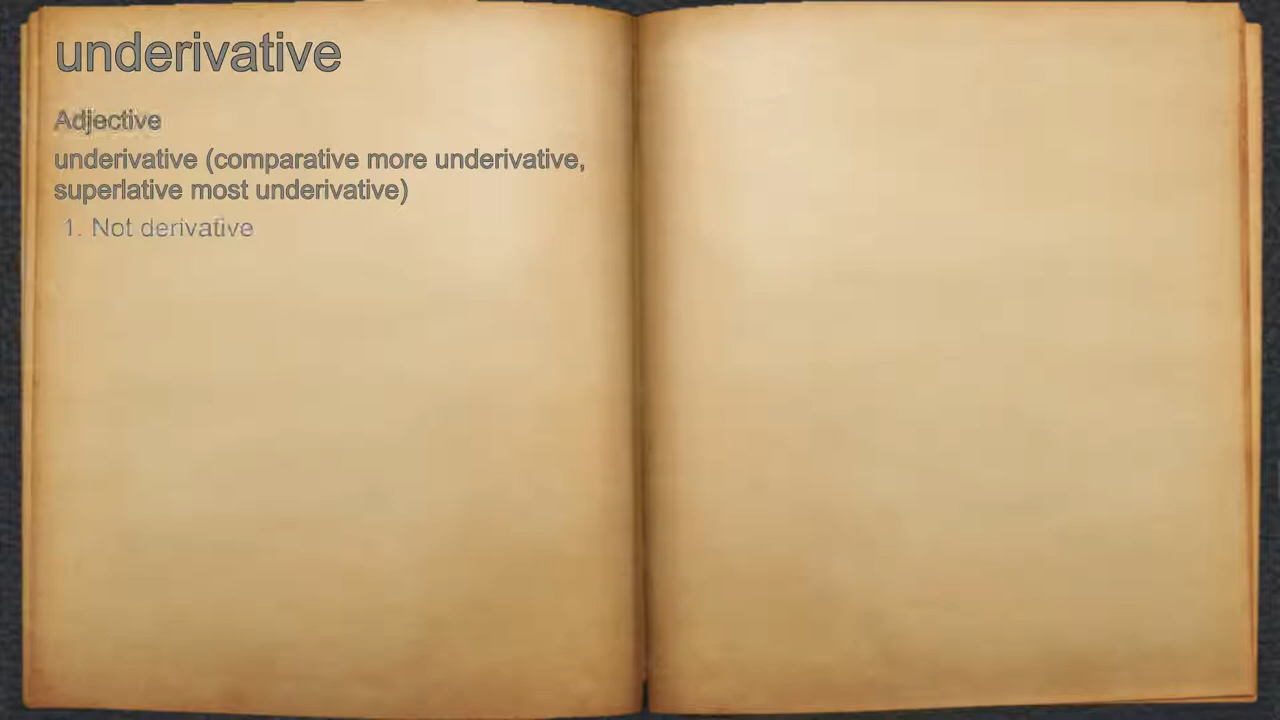 underivative
Adjective
underivative (comparative more underivative,
superlative most underivative)
1. Not derivative